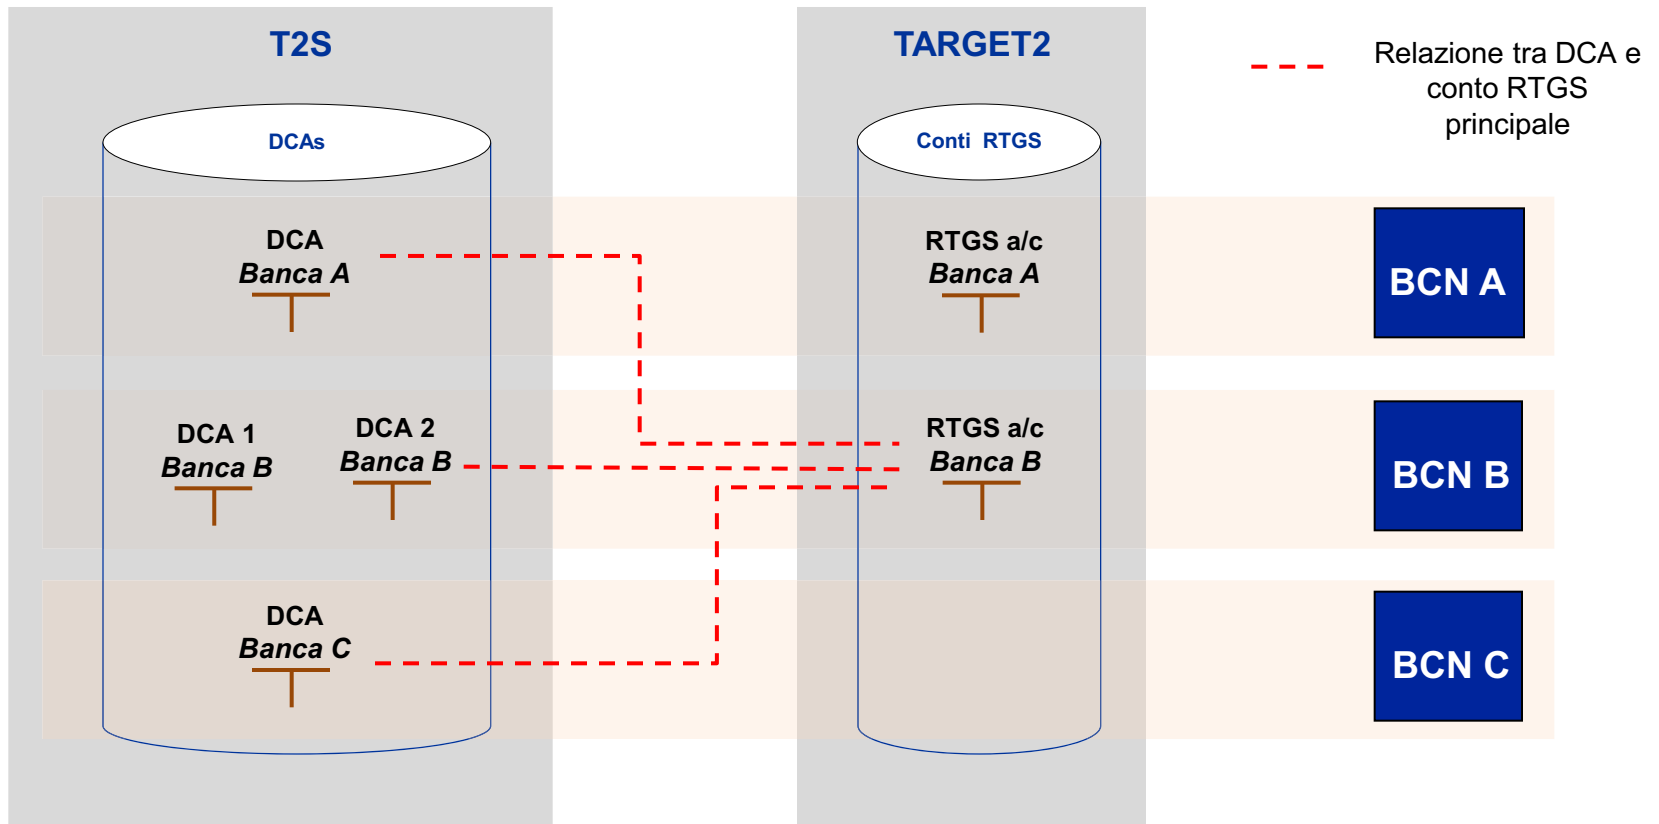 T2S
TARGET2
Relazione tra DCA e
conto RTGS
principale
DCAs
Conti RTGS
DCA
Banca A
RTGS a/c
Banca A
BCN A
DCA 1
Banca B
DCA 2
Banca B
RTGS a/c
Banca B
BCN B
DCA
Banca C
BCN C